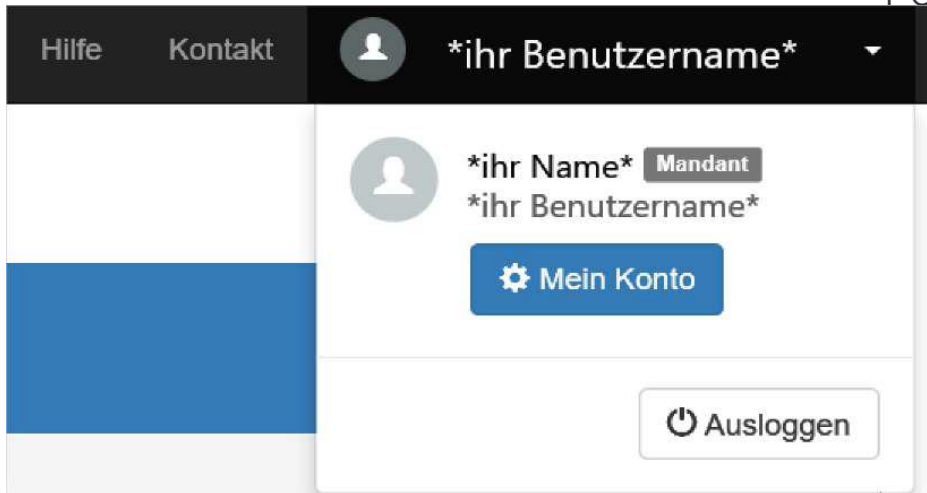 Hilfe Kontakt *ihr Benutzername*
*ihr Name* Mandant
*ihr Benutzername*
Mein Konto
Ausloggen